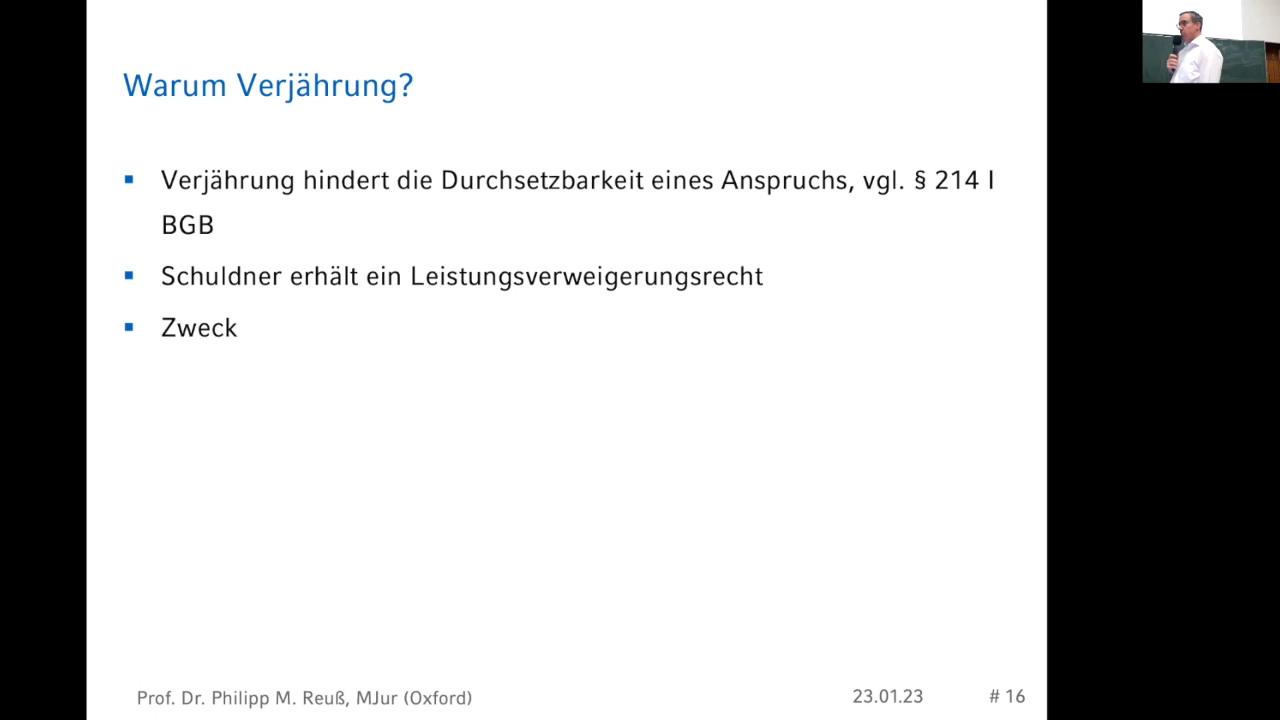 Warum Verjährung?
▪ Verjährung hindert die Durchsetzbarkeit eines Anspruchs, vgl. § 214 I
BGB
▪ Schuldner erhält ein Leistungsverweigerungsrecht
▪ Zweck
Prof. Dr. Philipp M. Reuß, MJur (Oxford)
23.01.23
# 16